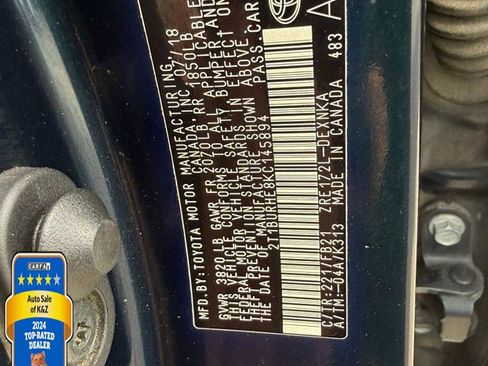 MFD.BY: TOYOTA MOTOR MANUFACTURING
CANADA, INC. 07/18
GVWR 3820 LB GAWR FR 2020LB, RR 1850LB
THIS VEHICLE CONFORMS TO ALL APPLICABLE
FEDERAL MOTOR VEHICLE SAFETY, BUMPER, AND
THEFT PREVENTION STANDARDS IN EFFECT ON
THE DATE OF MANUFACTURE SHOWN ABOVE.
2T1BURHE8KC145894 PASS CAR
C/TR: 221/FB21 ZRE172L-DEXNKA
A/TM: -04A/K313 MADE IN CANADA 483
A
CARFAX
Auto Sale
of K&Z
2024
TOP-RATED
DEALER